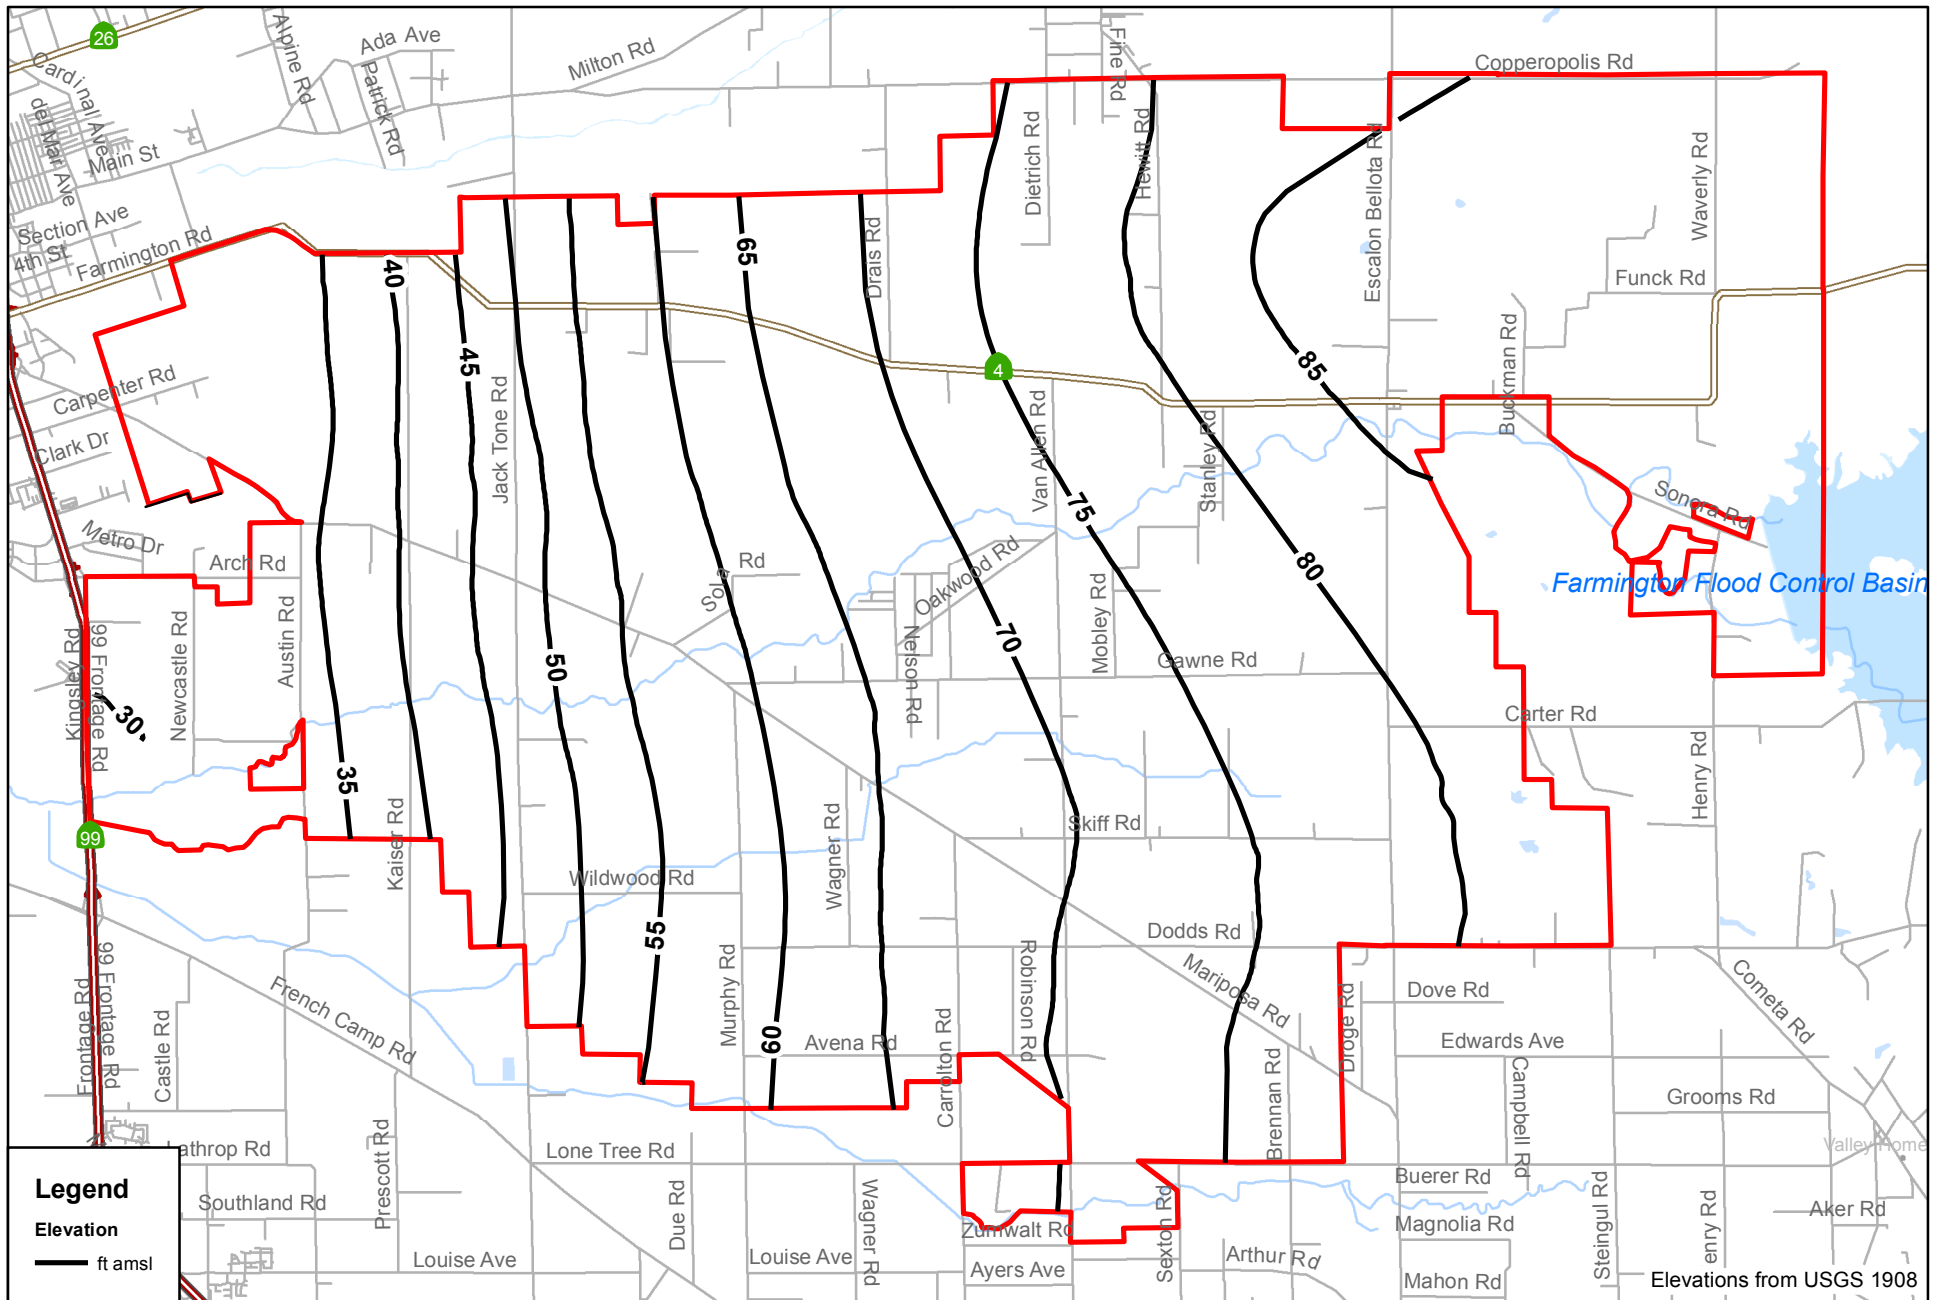 26
Cardinal Ave
del Mar Ave
Main St
Alpine Rd
Ada Ave
Patrick Rd
Milton Rd
Fine Rd
Copperopolis Rd
Section Ave
4th St
Farmington Rd
Dietrich Rd
Hewitt Rd
Escalon Bellota Rd
Waverly Rd
40
65
Drais Rd
Funck Rd
45
4
85
Buckman Rd
Carpenter Rd
Clark Dr
Jack Tone Rd
Van Allen Rd
Stanley Rd
75
Sonora Rd
Metro Dr
Arch Rd
Sola Rd
Oakwood Rd
80
Farmington Flood Control Basin
Kingsley Rd
99 Frontage Rd
Newcastle Rd
Austin Rd
50
Nelson Rd
70
Mobley Rd
Gawne Rd
30
Carter Rd
35
Henry Rd
99
Kaiser Rd
Wagner Rd
Skiff Rd
Wildwood Rd
55
Dodds Rd
Frontage Rd
99 Frontage Rd
Castle Rd
French Camp Rd
Murphy Rd
60
Avena Rd
Carrolton Rd
Robinson Rd
Mariposa Rd
Droge Rd
Dove Rd
Cometa Rd
Edwards Ave
Brennan Rd
Campbell Rd
Grooms Rd
athrop Rd
Prescott Rd
Lone Tree Rd
Valley Home
Southland Rd
Due Rd
Wagner Rd
Zumwalt Rd
Sexton Rd
Buerer Rd
Magnolia Rd
Steingul Rd
enry Rd
Aker Rd
Louise Ave
Louise Ave
Ayers Ave
Arthur Rd
Mahon Rd
Legend
Elevation
ft amsl
Elevations from USGS 1908